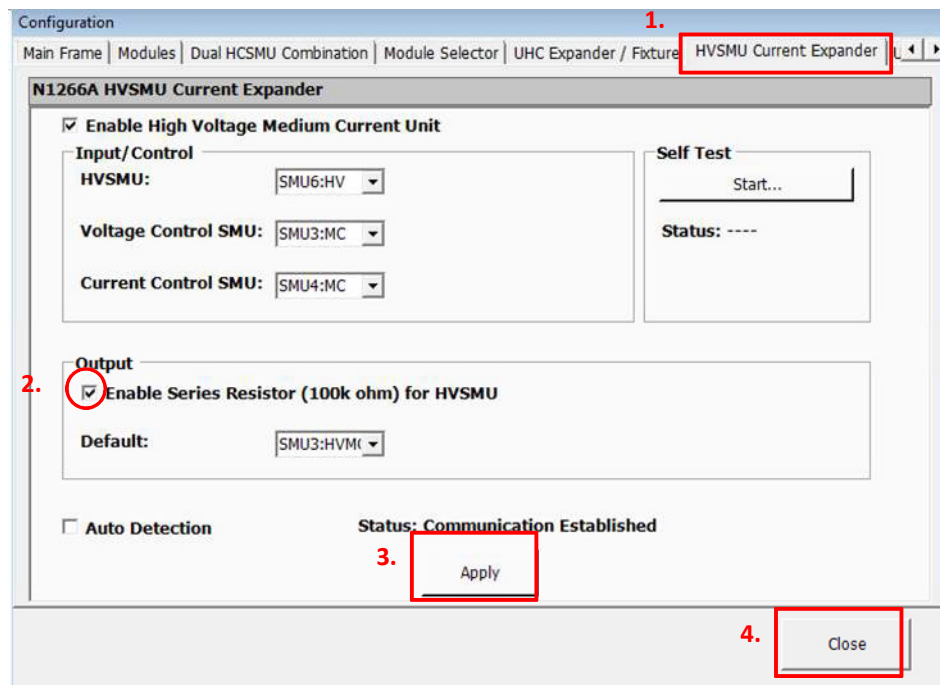 Configuration
1.
Main Frame Modules Dual HCSMU Combination Module Selector UHC Expander / Fixture HVSMU Current Expander
N1266A HVSMU Current Expander
Enable High Voltage Medium Current Unit
Input/Control
HVSMU: SMU6:HV
Voltage Control SMU: SMU3:MC
Current Control SMU: SMU4:MC
Self Test
Start...
Status: ----
Output
2. Enable Series Resistor (100k ohm) for HVSMU
Default: SMU3:HVM
Auto Detection Status: Communication Established
3. Apply
4. Close